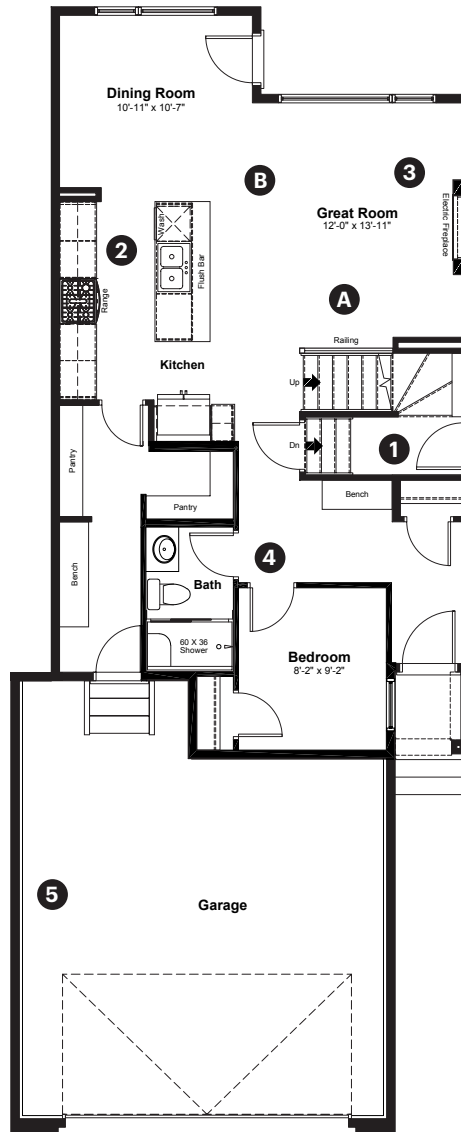 Dining Room
10'-11" x 10'-7"
B
3
Great Room
12'-0" x 13'-11"
Electric Fireplace
2
Wash
Range
Flush Bar
A
Railing
Kitchen
Up
Dn
1
Pantry
Bench
Pantry
4
Bench
Bath
60 X 36
Shower
Bedroom
8'-2" x 9'-2"
5
Garage